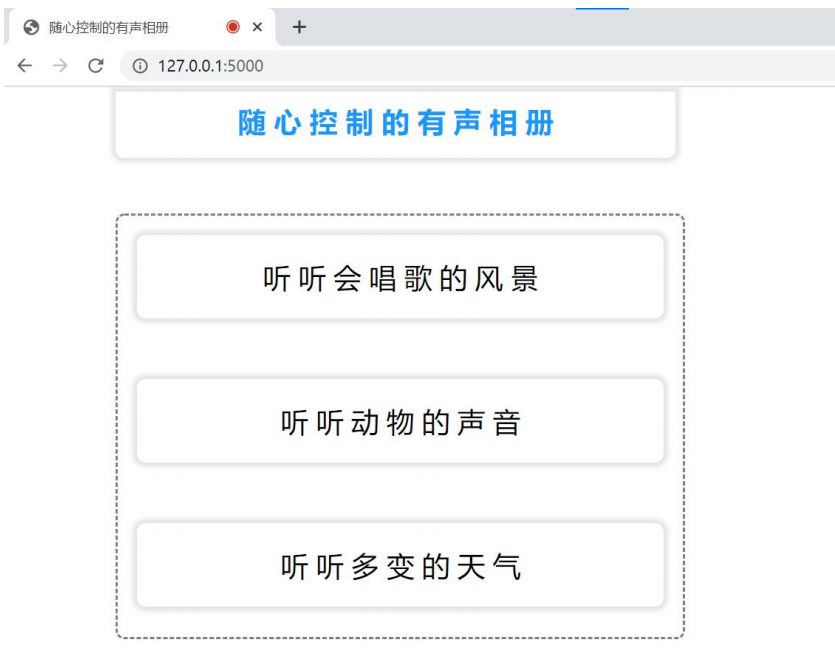 随心控制的有声相册
127.0.0.1:5000
随心控制的有声相册
听听会唱歌的风景
听听动物的声音
听听多变的天气